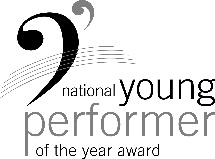 national young
performer
of the year award